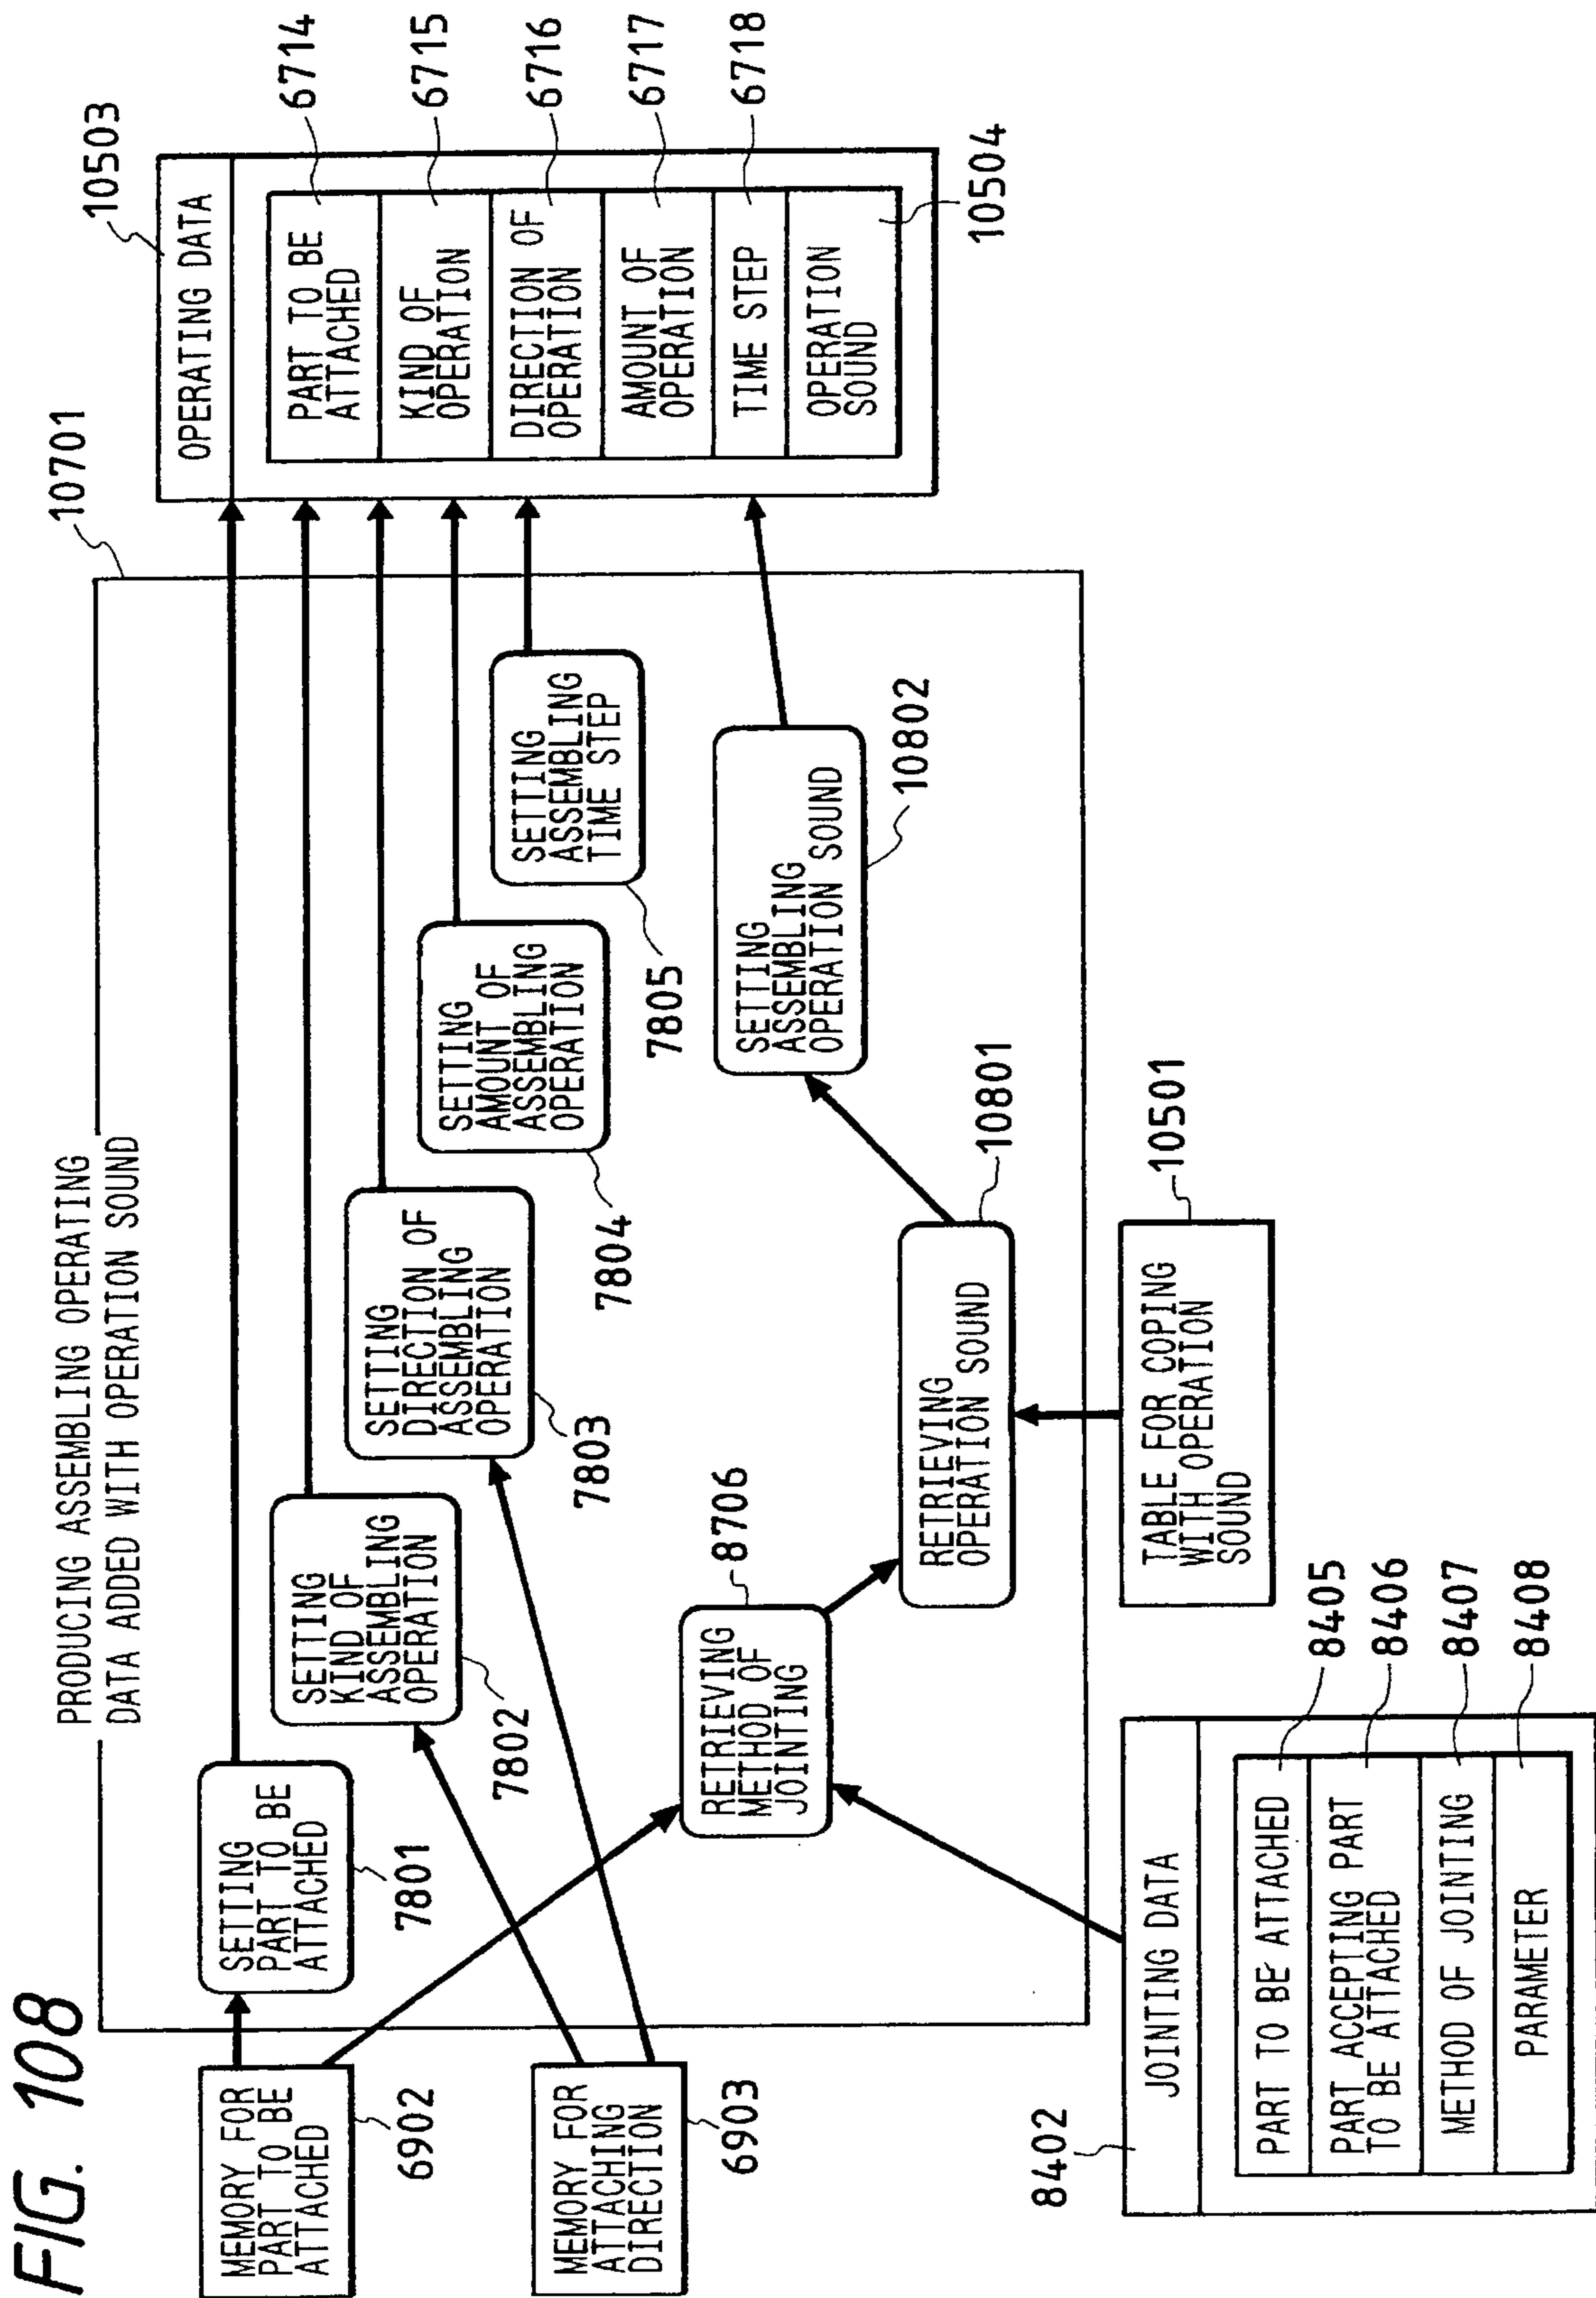 FIG. 108
PRODUCING ASSEMBLING OPERATING
DATA ADDED WITH OPERATION SOUND
10701
10503
MEMORY FOR
PART TO BE
ATTACHED
6902
MEMORY FOR
ATTACHING
DIRECTION
6903
SETTING
PART TO BE
ATTACHED
7801
SETTING
KIND OF
ASSEMBLING
OPERATION
7802
SETTING
DIRECTION OF
ASSEMBLING
OPERATION
7803
SETTING
AMOUNT OF
ASSEMBLING
OPERATION
7804
SETTING
ASSEMBLING
TIME STEP
7805
RETRIEVING
METHOD OF
JOINTING
8706
RETRIEVING
OPERATION SOUND
10801
SETTING
ASSEMBLING
OPERATION SOUND
10802
OPERATING DATA
PART TO BE
ATTACHED
6714
KIND OF
OPERATION
6715
DIRECTION OF
OPERATION
6716
AMOUNT OF
OPERATION
6717
TIME STEP
6718
OPERATION
SOUND
10504
8402
JOINTING DATA
PART TO BE ATTACHED
8405
PART ACCEPTING PART
TO BE ATTACHED
8406
METHOD OF JOINTING
8407
PARAMETER
8408
TABLE FOR COPING
WITH OPERATION
SOUND
10501